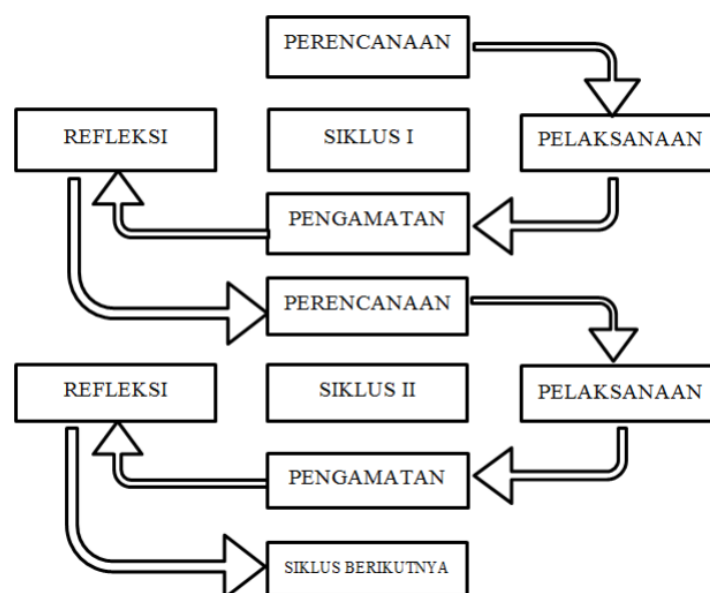 PERENCANAAN
REFLEKSI
SIKLUS I
PELAKSANAAN
PENGAMATAN
PERENCANAAN
REFLEKSI
SIKLUS II
PELAKSANAAN
PENGAMATAN
SIKLUS BERIKUTNYA